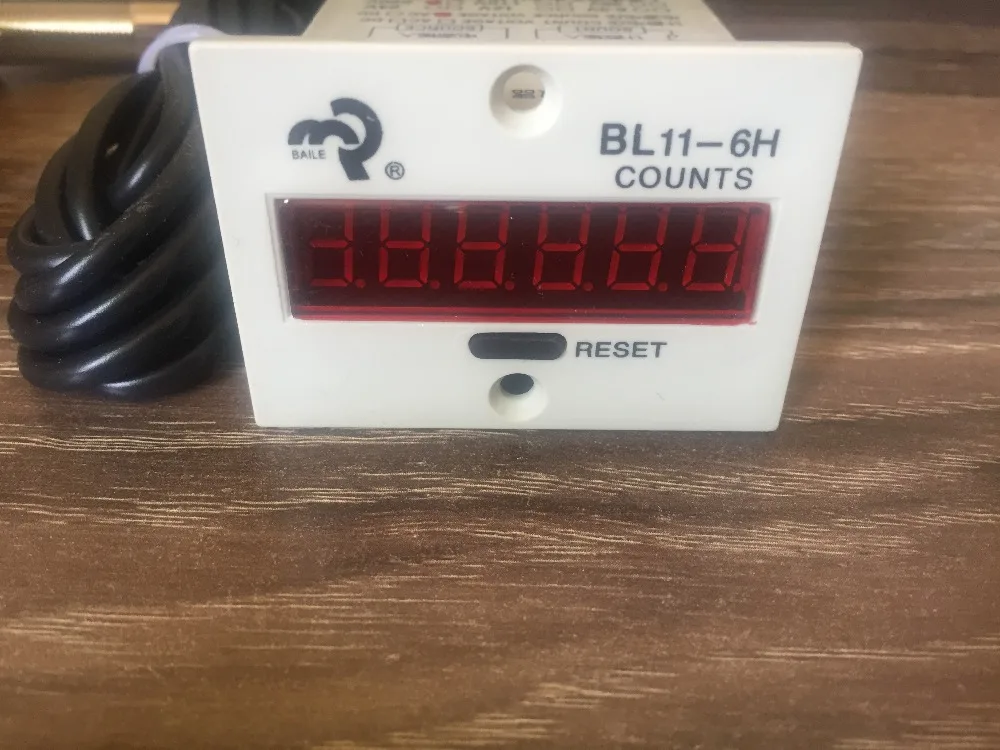 BAILE
®
BL11-6H
COUNTS
RESET